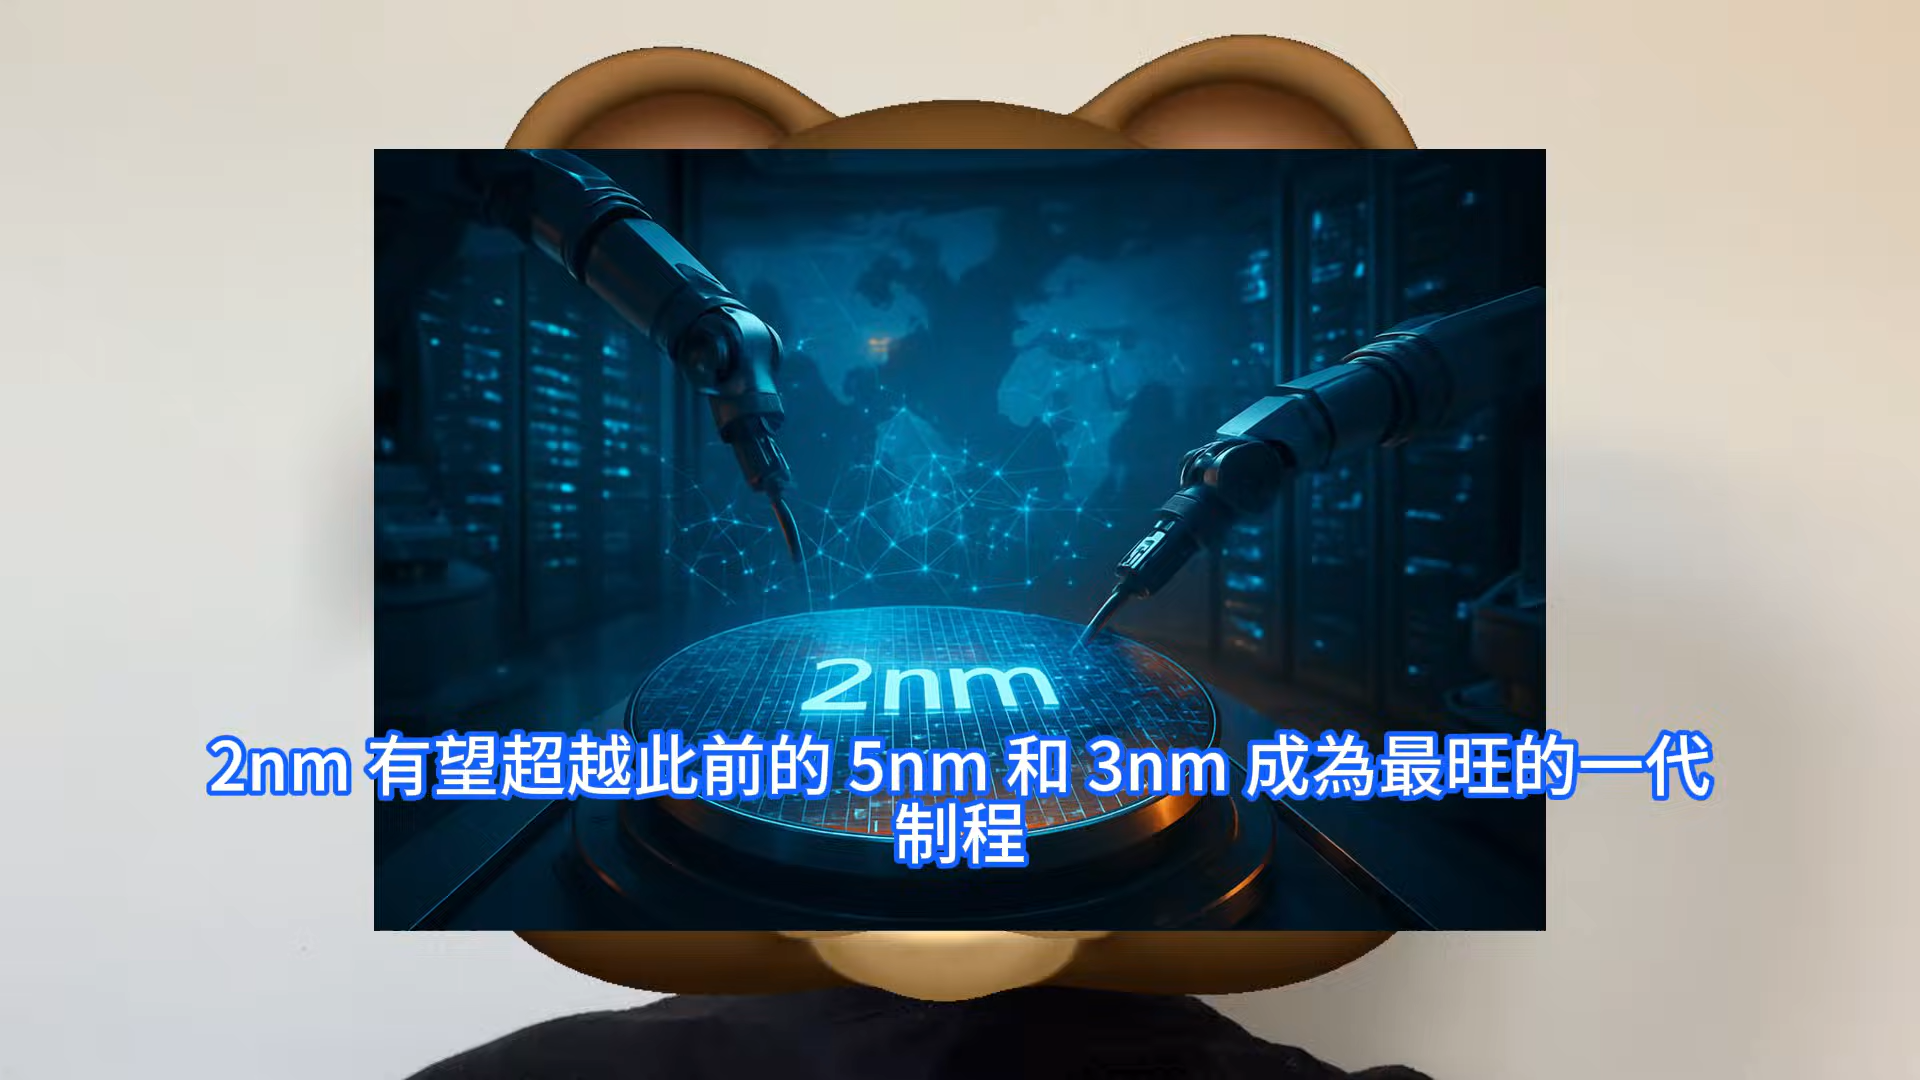 2nm
2nm 有望超越此前的 5nm 和 3nm 成為最旺的一代
制程